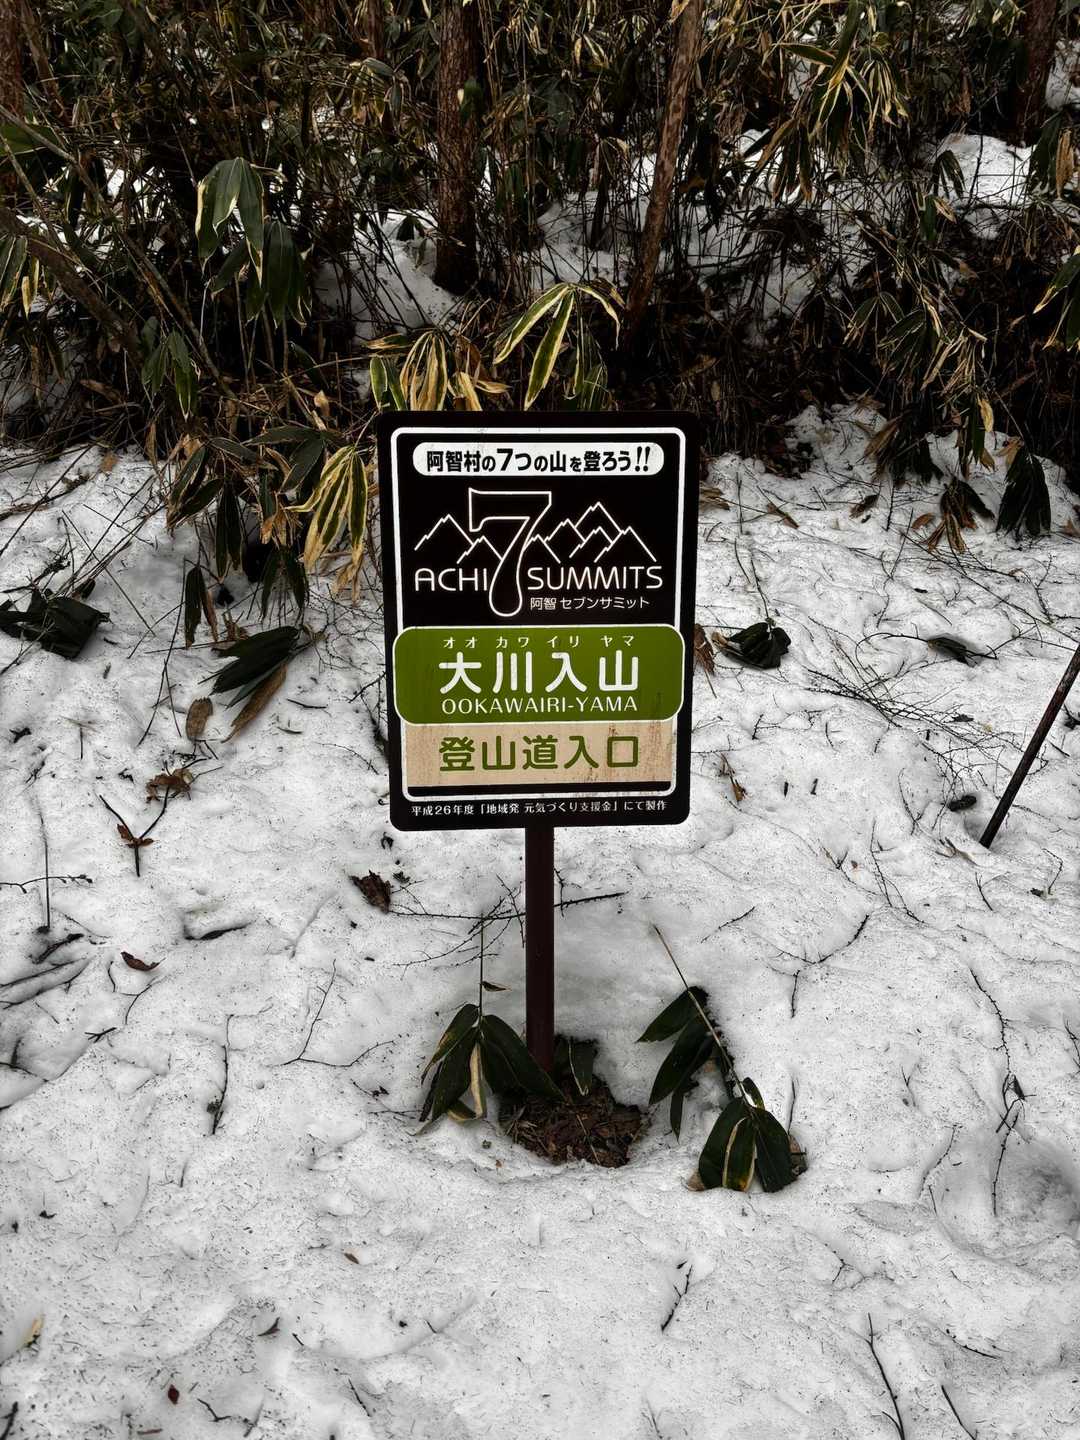 阿智村の7つの山を登ろう!!
ACHI 7 SUMMITS
阿智 セブンサミット
オオ カワ イリ ヤマ
大川入山
OOKAWAIRI-YAMA
登山道入口
平成26年度「地域発 元気づくり支援金」にて製作